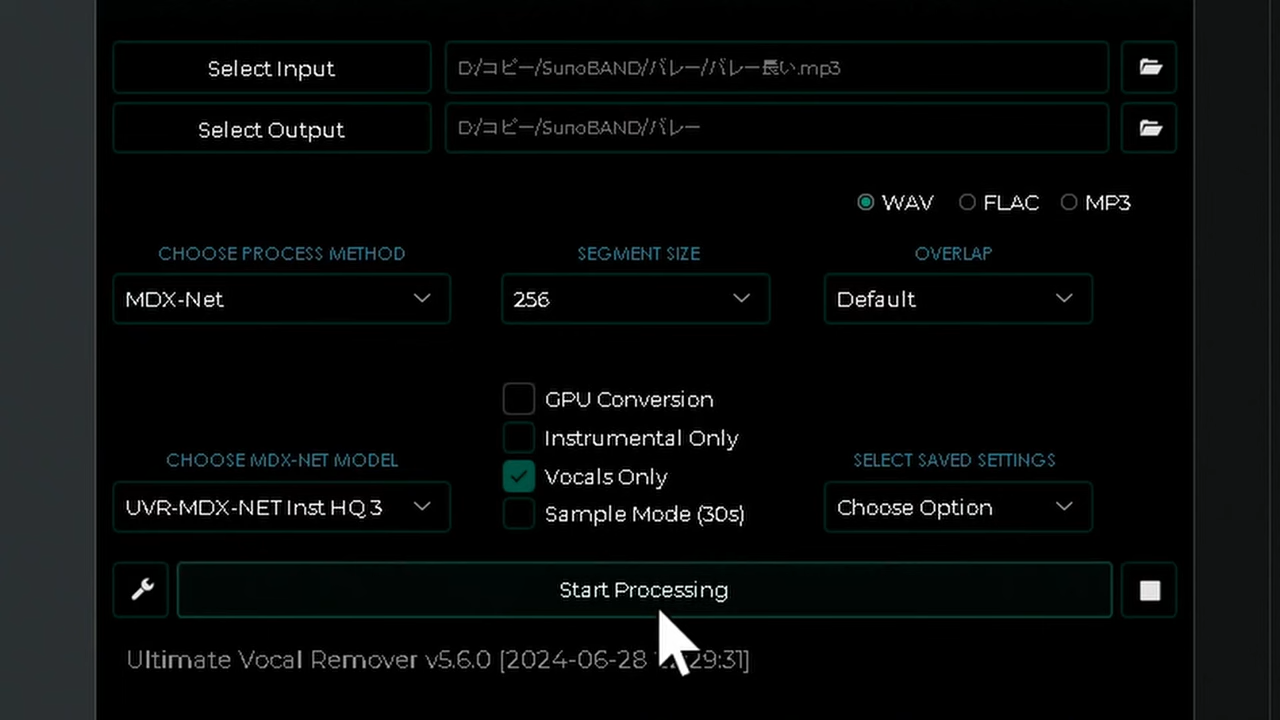 Select Input
D:/コピー/SunoBAND/バレー/バレー長い.mp3
Select Output
D:/コピー/SunoBAND/バレー
WAV FLAC MP3
CHOOSE PROCESS METHOD SEGMENT SIZE OVERLAP
MDX-Net 256 Default
GPU Conversion
Instrumental Only
CHOOSE MDX-NET MODEL SELECT SAVED SETTINGS
Vocals Only
UVR-MDX-NET Inst HQ 3 Choose Option
Sample Mode (30s)
Start Processing
Ultimate Vocal Remover v5.6.0 [2024-06-28